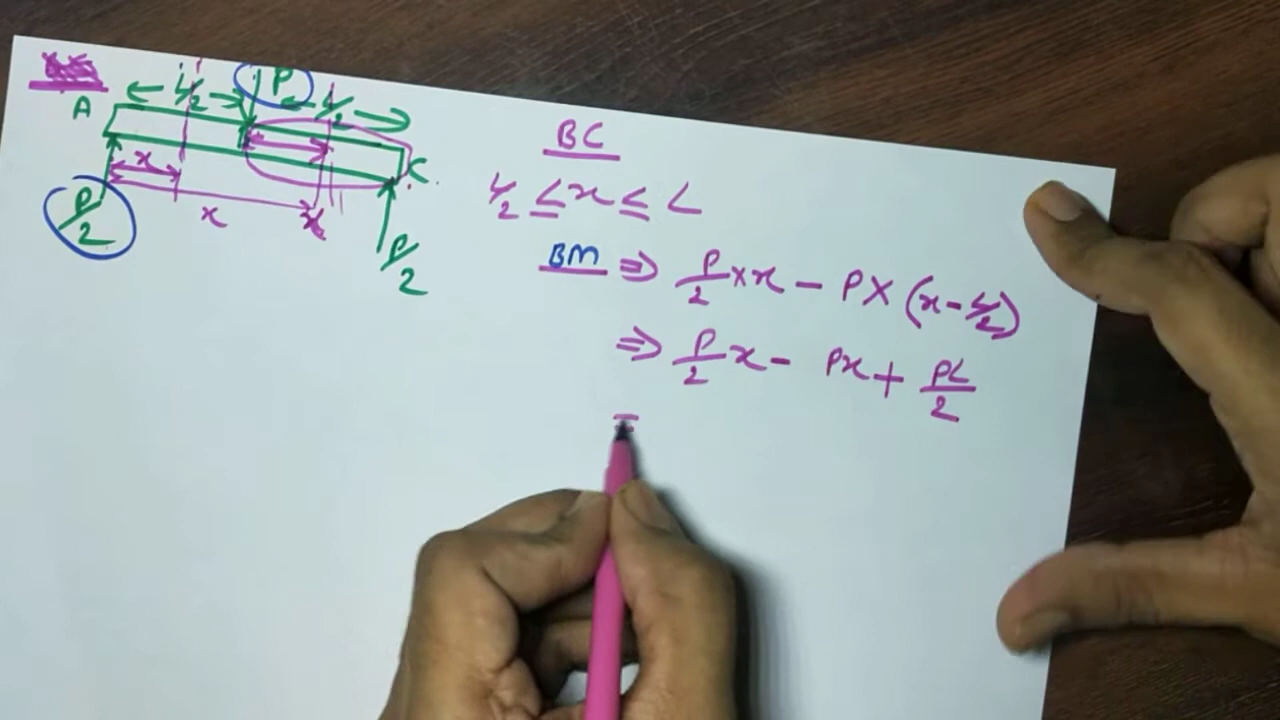 L/2 P L/2
A
x
C
P/2
x
P/2
BC
L/2 ≤ x ≤ L
BM ⇒ P/2 × x - P × (x - L/2)
⇒ P/2 x - Px + PL/2